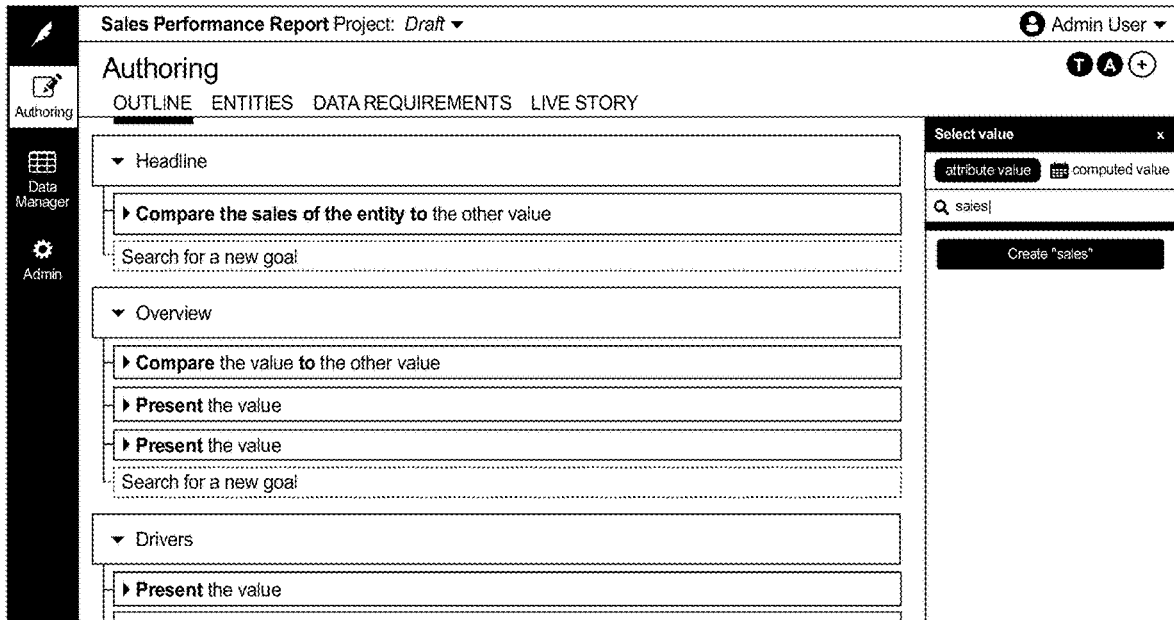 Sales Performance Report Project: Draft
Admin User
Authoring
T A +
OUTLINE ENTITIES DATA REQUIREMENTS LIVE STORY
Authoring
Data
Manager
Admin
Headline
Compare the sales of the entity to the other value
Search for a new goal
Overview
Compare the value to the other value
Present the value
Present the value
Search for a new goal
Drivers
Present the value
Select value x
attribute value computed value
sales
Create "sales"